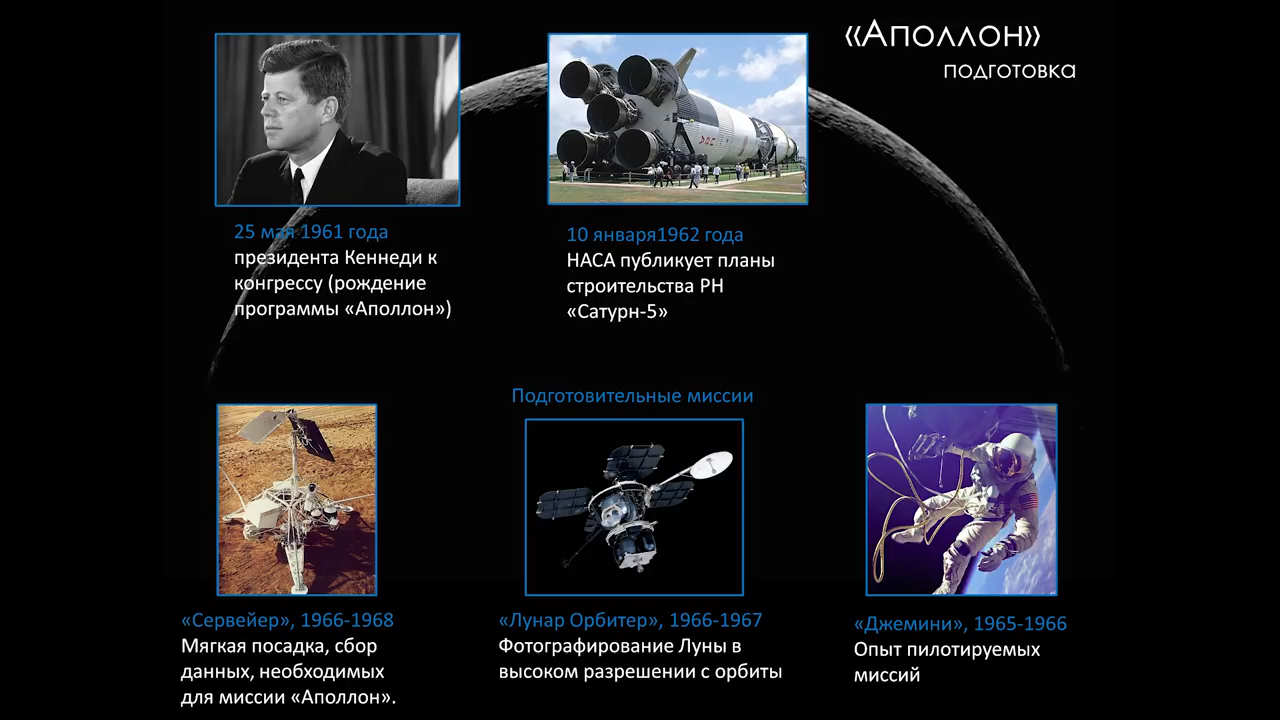 «Аполлон»
подготовка
25 мая 1961 года
президента Кеннеди к
конгрессу (рождение
программы «Аполлон»)
10 января1962 года
НАСА публикует планы
строительства РН
«Сатурн-5»
Подготовительные миссии
«Сервейер», 1966-1968
Мягкая посадка, сбор
данных, необходимых
для миссии «Аполлон».
«Лунар Орбитер», 1966-1967
Фотографирование Луны в
высоком разрешении с орбиты
«Джемини», 1965-1966
Опыт пилотируемых
миссий